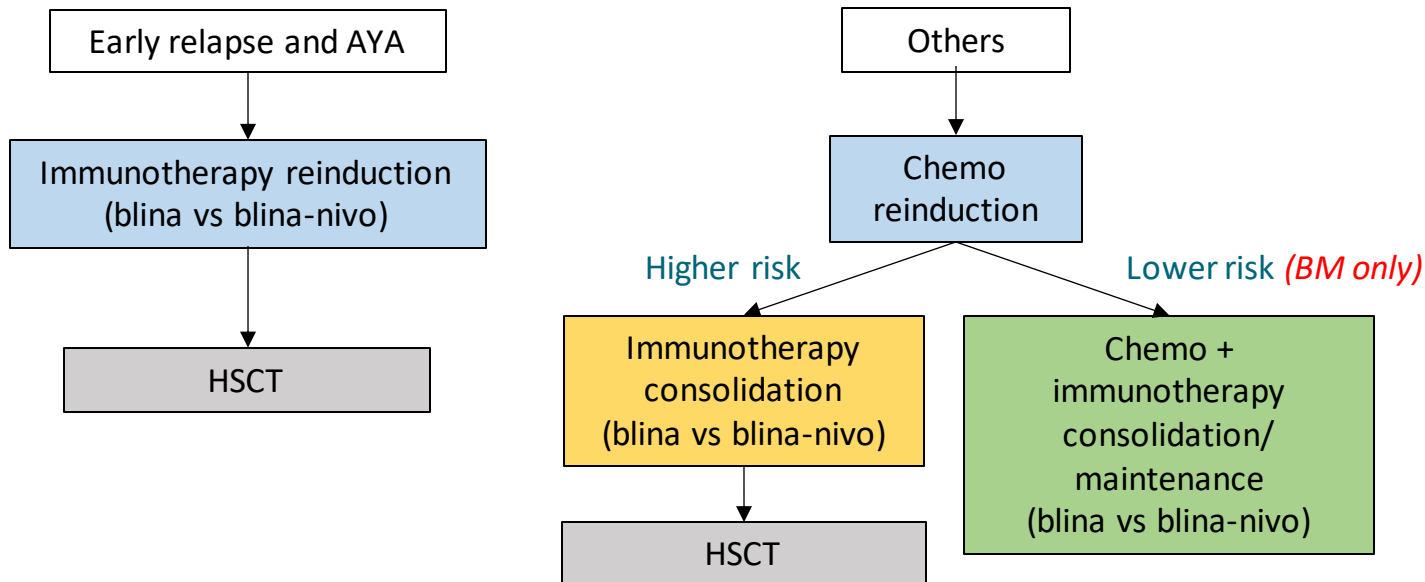 Early relapse and AYA
Immunotherapy reinduction
(blina vs blina-nivo)
HSCT
Others
Chemo
reinduction
Higher risk
Lower risk (BM only)
Immunotherapy
consolidation
(blina vs blina-nivo)
HSCT
Chemo +
immunotherapy
consolidation/
maintenance
(blina vs blina-nivo)